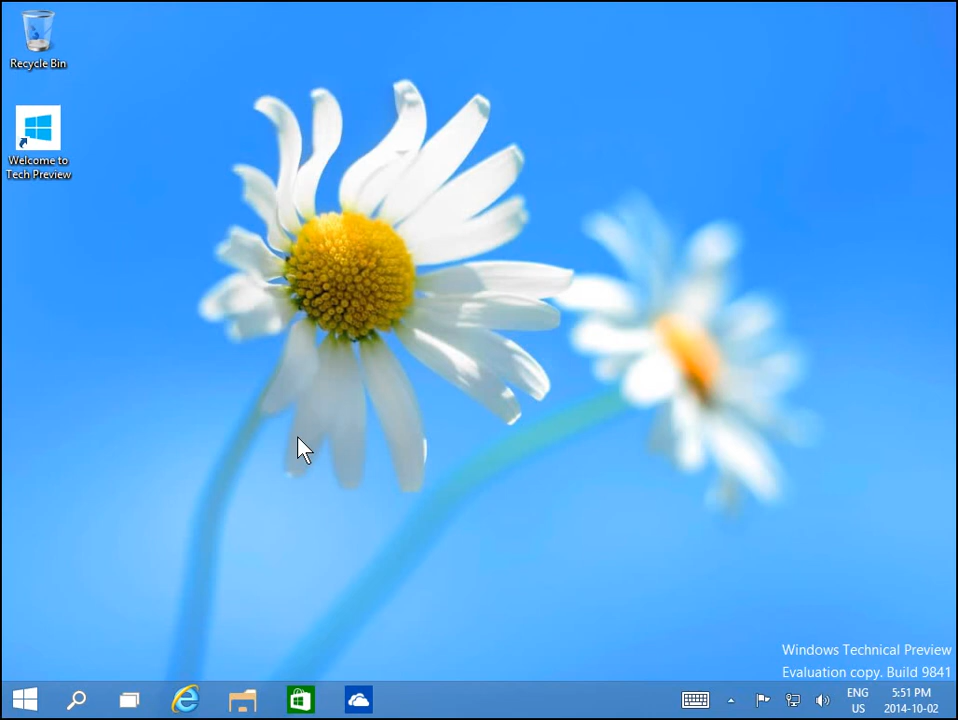 Recycle Bin
Welcome to
Tech Preview
Windows Technical Preview
Evaluation copy. Build 9841
ENG
US
5:51 PM
2014-10-02